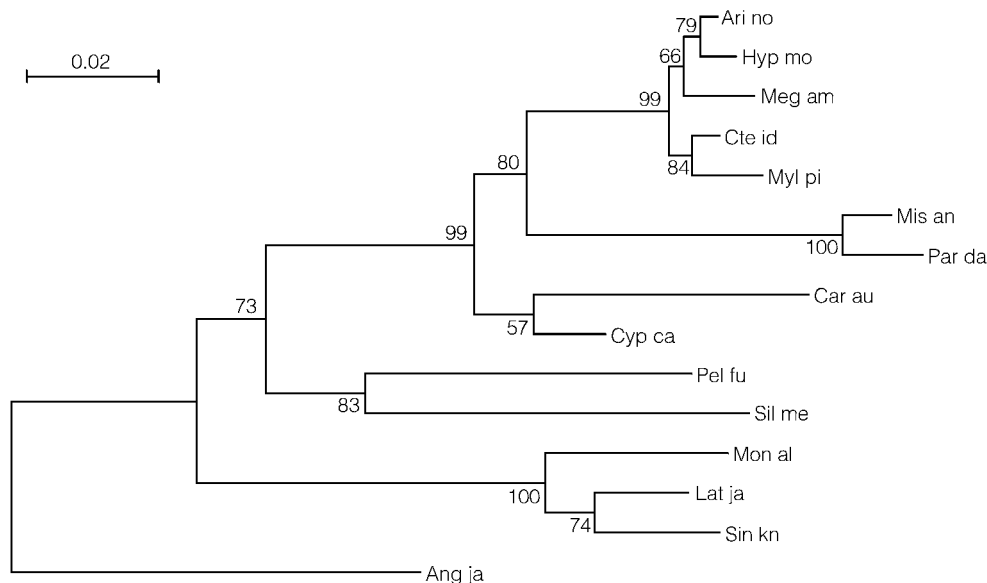 79 Ari no
0.02
66 Hyp mo
99 Meg am
Cte id
80 84 Myl pi
Mis an
99 100 Par da
Car au
73 57 Cyp ca
Pel fu
83 Sil me
Mon al
100 Lat ja
74 Sin kn
Ang ja